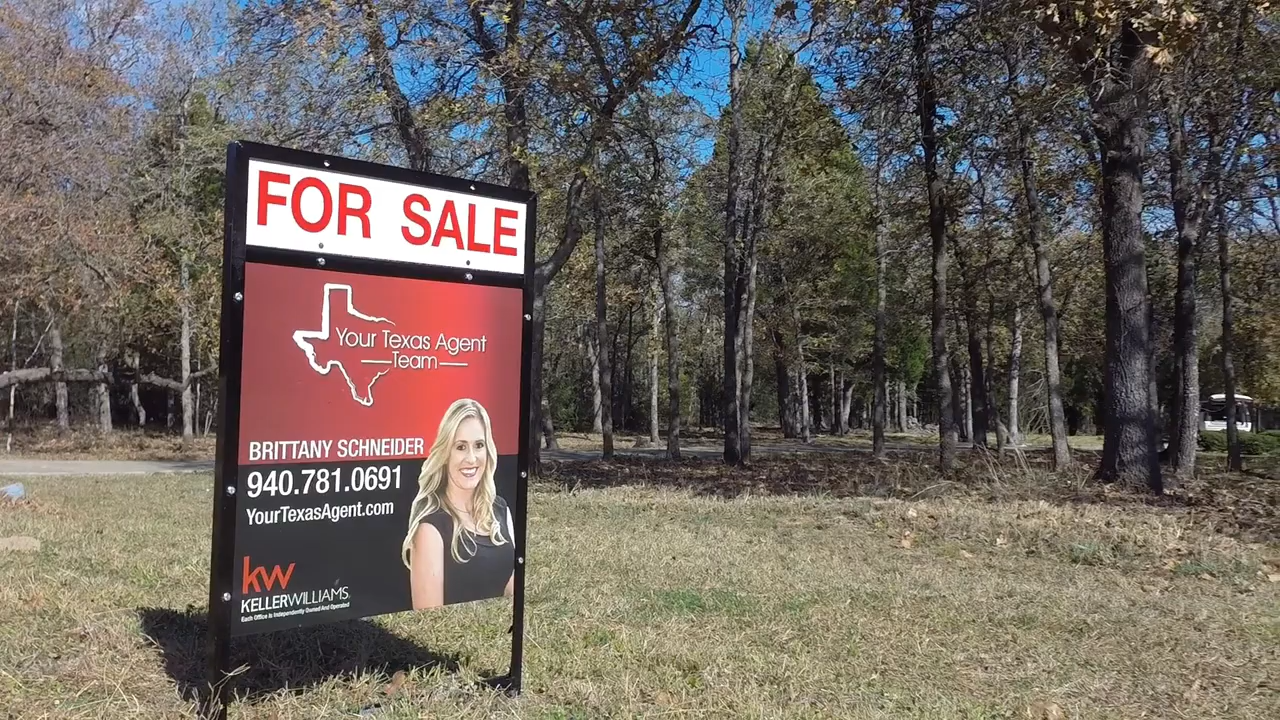 FOR SALE
Your Texas Agent
Team
BRITTANY SCHNEIDER
940.781.0691
YourTexasAgent.com
kw
KELLERWILLIAMS.
Each Office Is Independently Owned And Operated